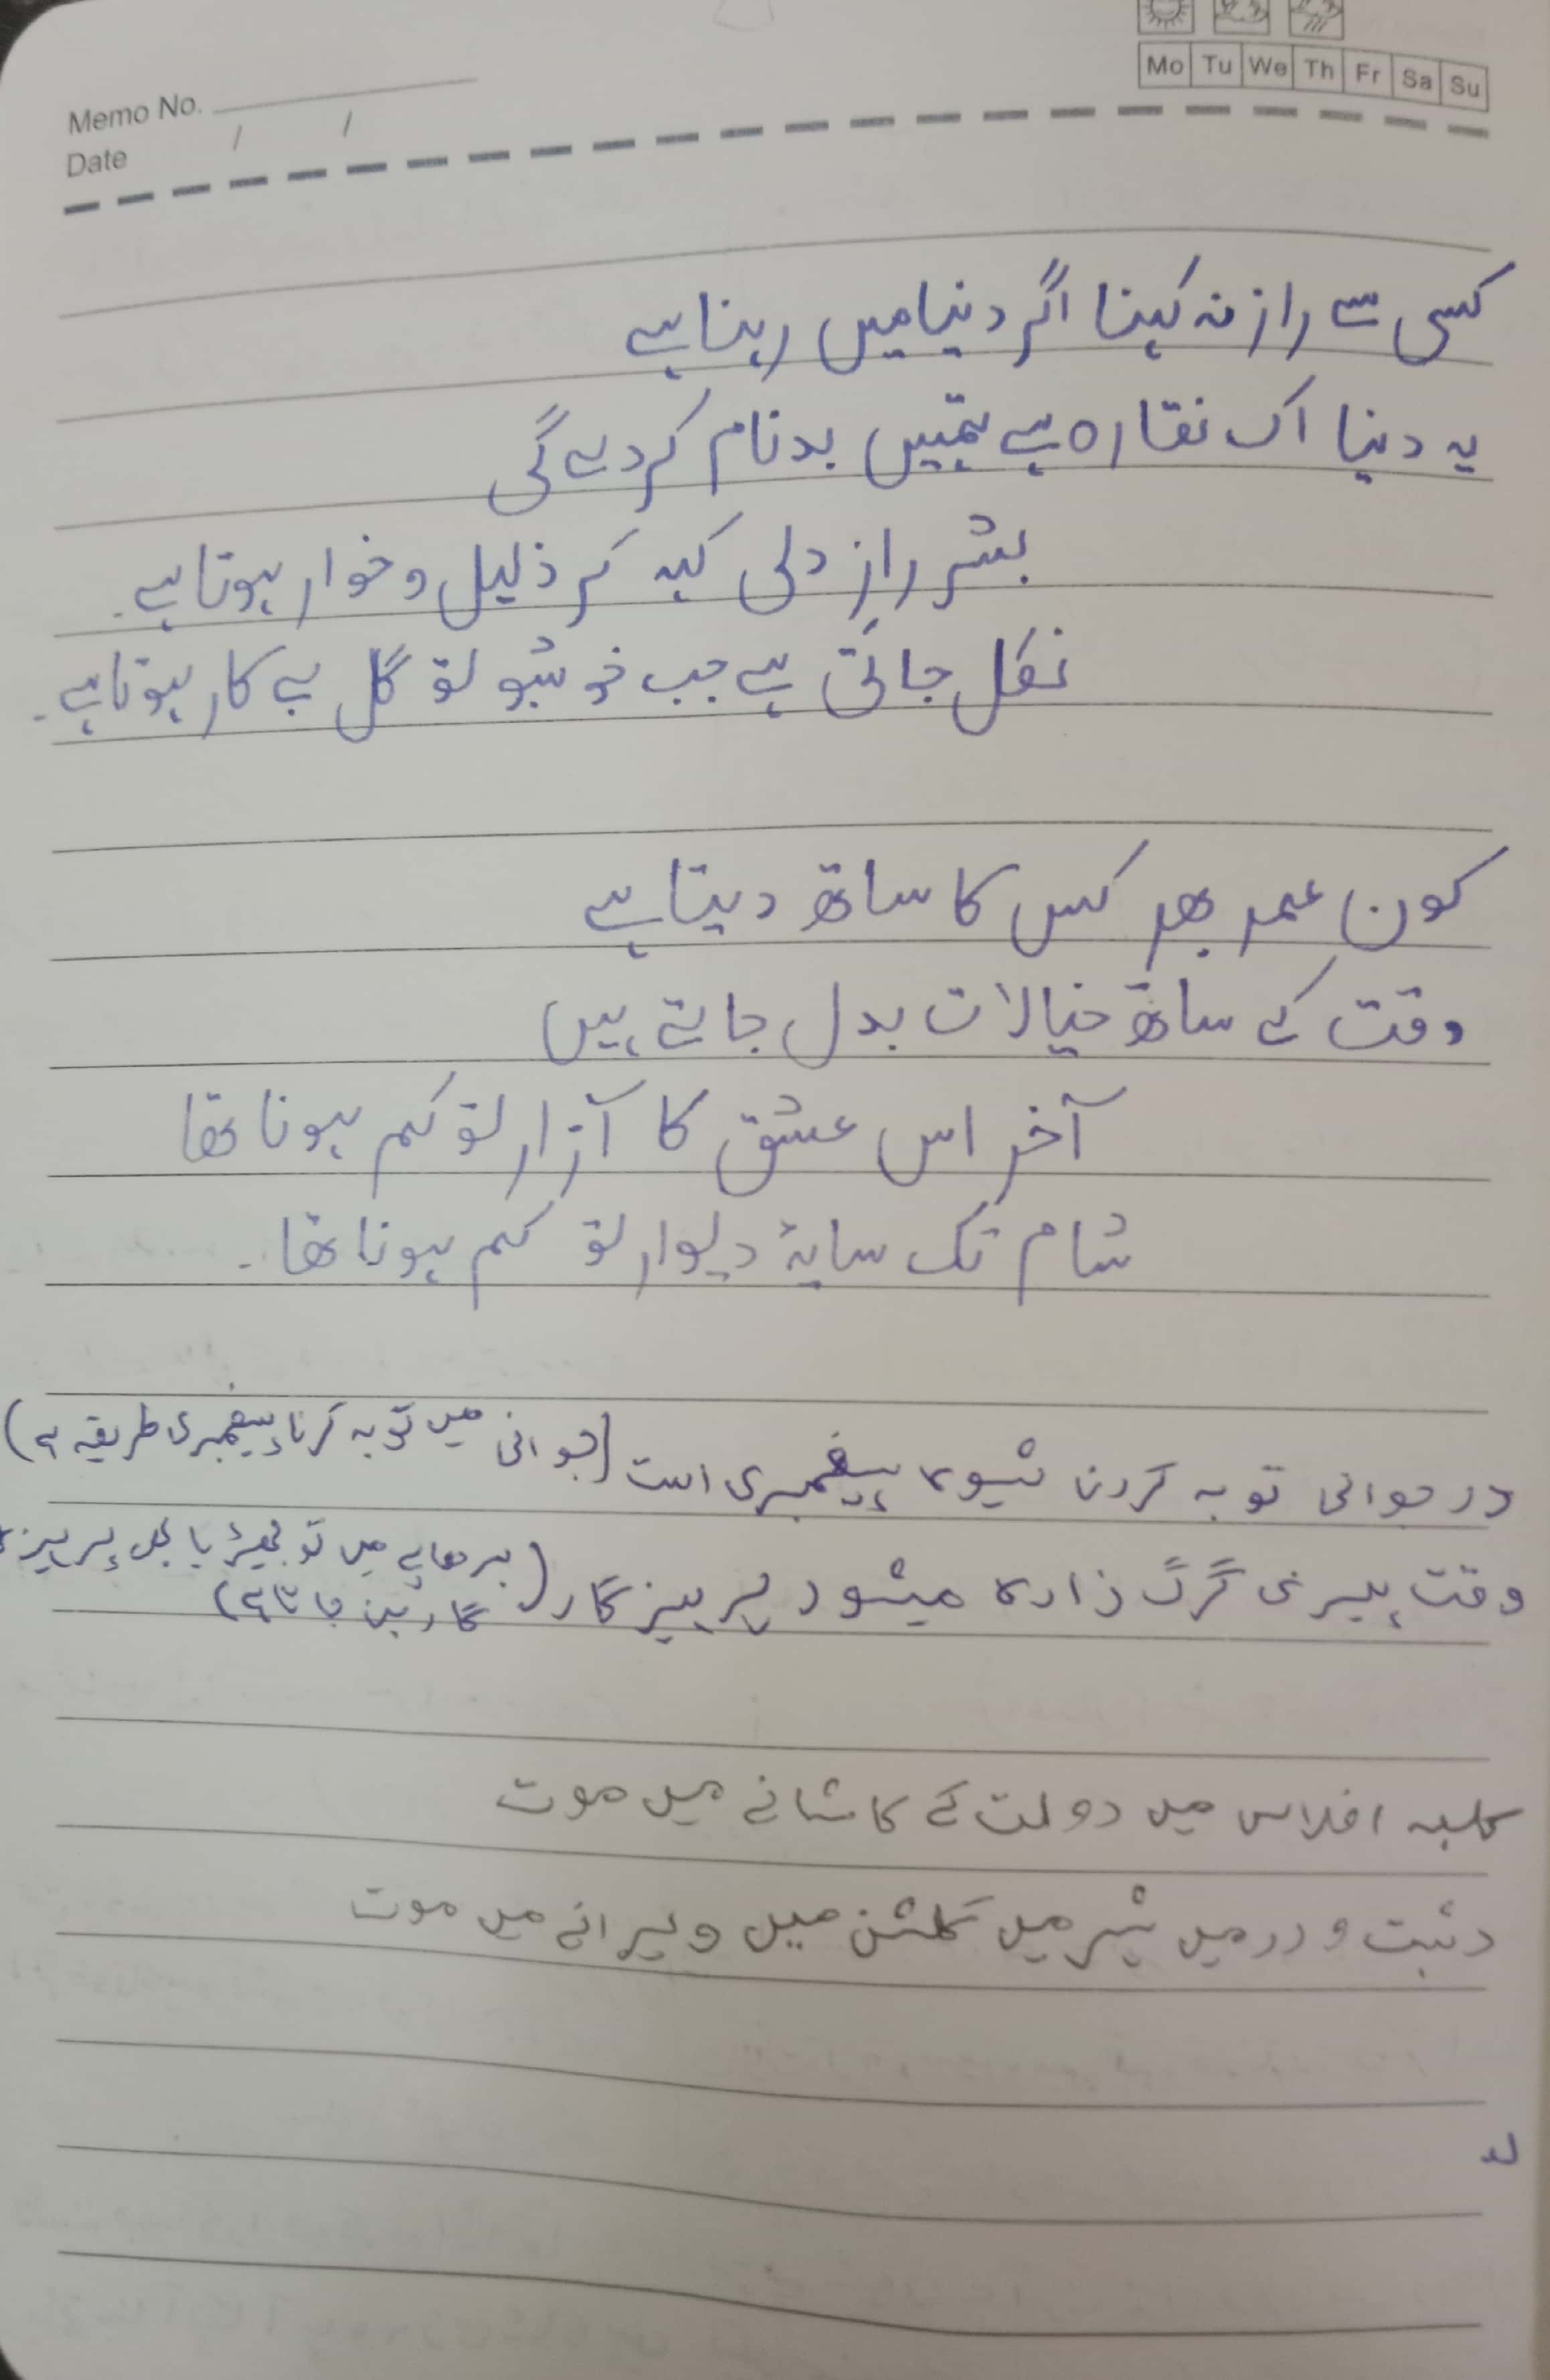 Mo Tu We Th Fr Sa Su
Memo No.
Date / /
کسی سے راز نہ کہنا اگر دنیا میں رہنا ہے
یہ دنیا اک نقارہ ہے تمہیں بدنام کر دے گی
بشر رازِ دلی کہہ کر ذلیل و خوار ہوتا ہے۔
نکل جاتی ہے جب خوشبو تو گل بے کار ہوتا ہے۔
کون عمر بھر کس کا ساتھ دیتا ہے
وقت کے ساتھ خیالات بدل جاتے ہیں
آخر اس عشق کا آزار تو کم ہونا تھا
شام تک سایۂ دیوار تو کم ہونا تھا۔
در جوانی توبہ کردن شیوہ پیغمبری است (جوانی میں توبہ کرنا پیغمبری طریقہ ہے)
وقت پیری گرگ زادہ میشود پرہیز گار (بڑھاپے میں تو بھیڑیا بھی پرہیز
گار بن جاتا ہے)
کلبہ افلاس میں دولت کے کاشانے میں موت
دشت و در میں شہر میں گلشن میں ویرانے میں موت